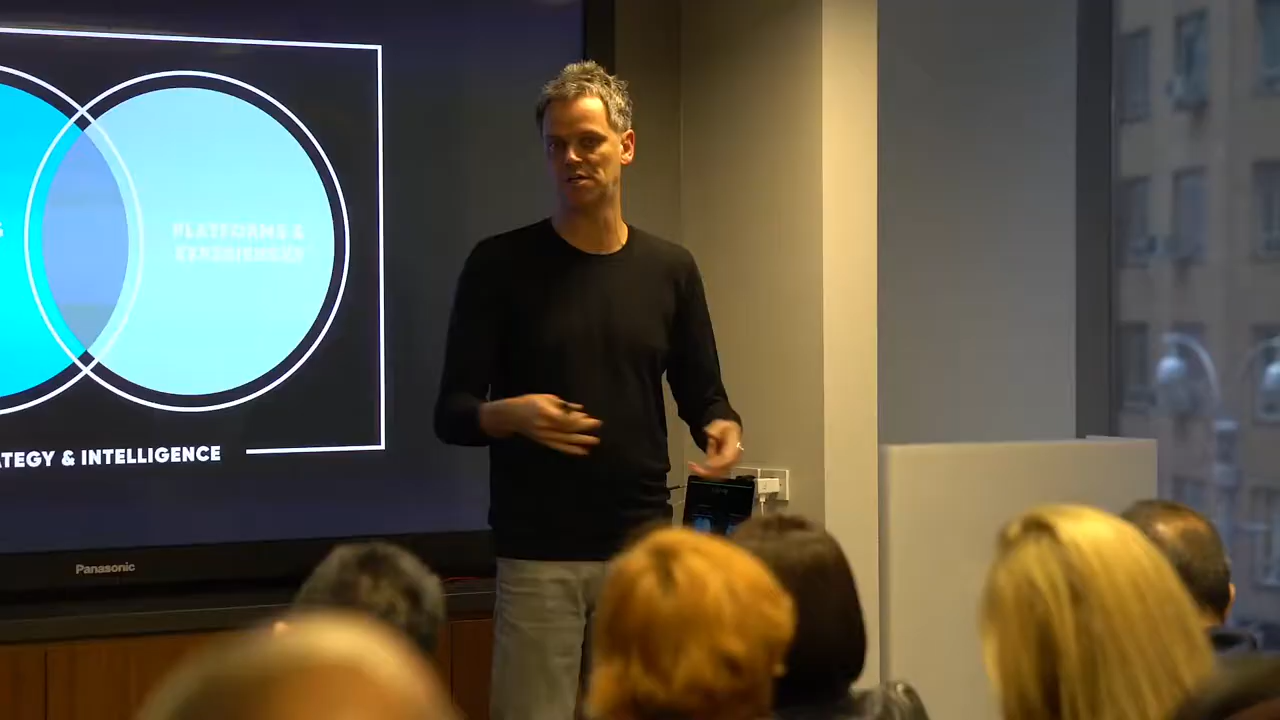 PLATFORMS &
EXPERIENCES
ATEGY & INTELLIGENCE
Panasonic